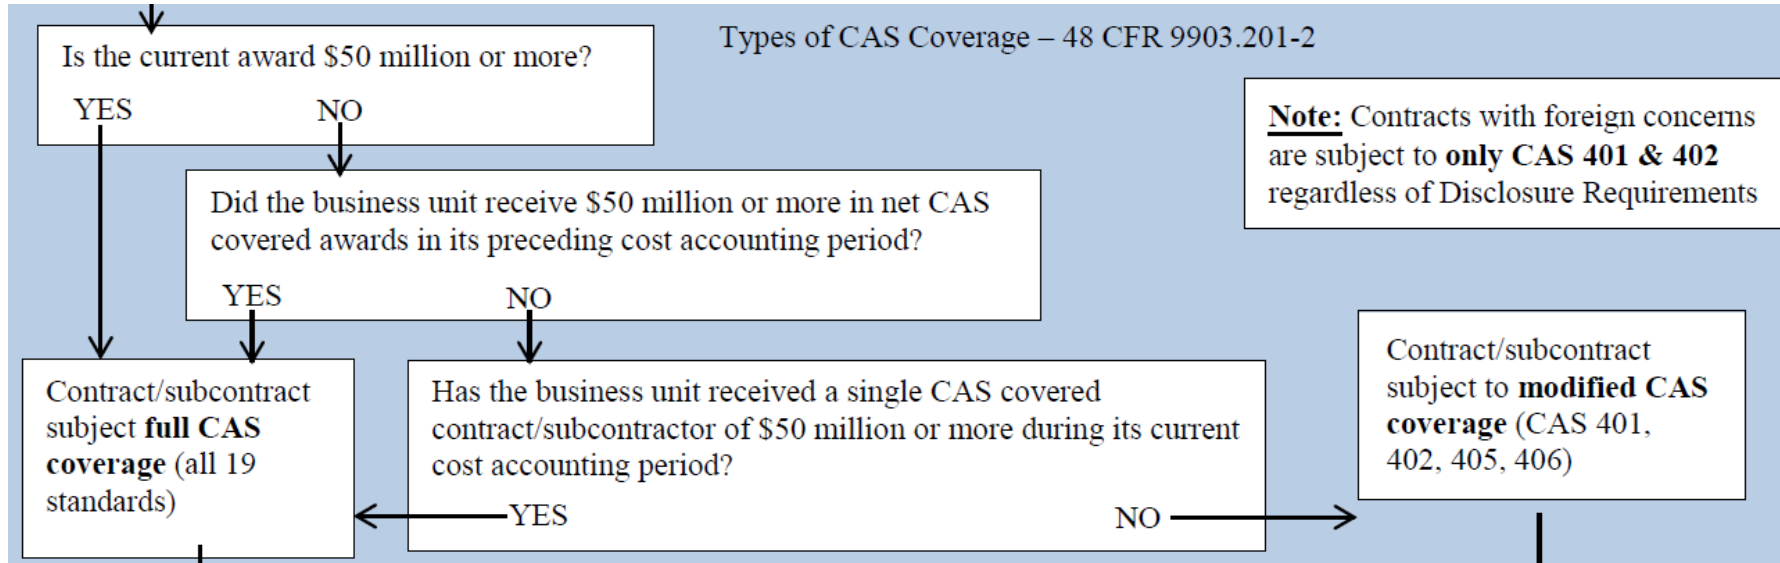 Types of CAS Coverage – 48 CFR 9903.201-2
Is the current award $50 million or more?
YES NO
Note: Contracts with foreign concerns
are subject to only CAS 401 & 402
regardless of Disclosure Requirements
Did the business unit receive $50 million or more in net CAS
covered awards in its preceding cost accounting period?
YES NO
Contract/subcontract
subject full CAS
coverage (all 19
standards)
Has the business unit received a single CAS covered
contract/subcontractor of $50 million or more during its current
cost accounting period?
YES NO
Contract/subcontract
subject to modified CAS
coverage (CAS 401,
402, 405, 406)